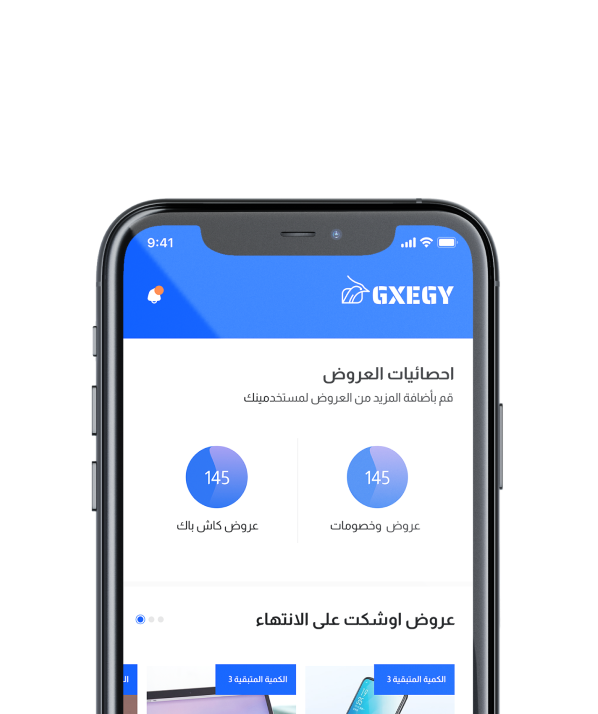 9:41
GXEGY
احصائيات العروض
قم بأضافة المزيد من العروض لمستخدمينك
145
145
عروض وخصومات
عروض كاش باك
عروض اوشكت على الانتهاء
الكمية المتبقية 3
الكمية المتبقية 3